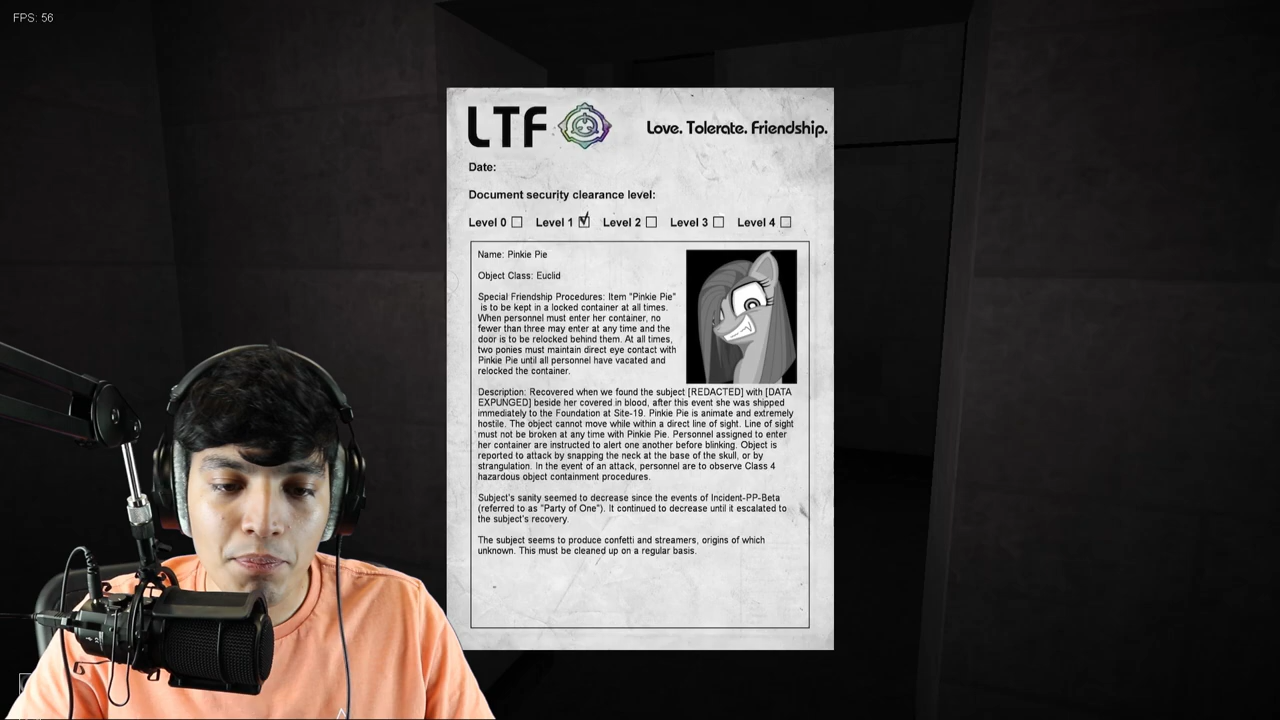 FPS: 56
LTF
Love. Tolerate. Friendship.
Date:
Document security clearance level:
Level 0 Level 1 Level 2 Level 3 Level 4
Name: Pinkie Pie
Object Class: Euclid
Special Friendship Procedures: Item "Pinkie Pie"
is to be kept in a locked container at all times.
When personnel must enter her container, no
fewer than three may enter at any time and the
door is to be relocked behind them. At all times,
two ponies must maintain direct eye contact with
Pinkie Pie until all personnel have vacated and
relocked the container.
Description: Recovered when we found the subject [REDACTED] with [DATA
EXPUNGED] beside her covered in blood, after this event she was shipped
immediately to the Foundation at Site-19. Pinkie Pie is animate and extremely
hostile. The object cannot move while within a direct line of sight. Line of sight
must not be broken at any time with Pinkie Pie. Personnel assigned to enter
her container are instructed to alert one another before blinking. Object is
reported to attack by snapping the neck at the base of the skull, or by
strangulation. In the event of an attack, personnel are to observe Class 4
hazardous object containment procedures.
Subject's sanity seemed to decrease since the events of Incident-PP-Beta
(referred to as "Party of One"). It continued to decrease until it escalated to
the subject's recovery.
The subject seems to produce confetti and streamers, origins of which
unknown. This must be cleaned up on a regular basis.